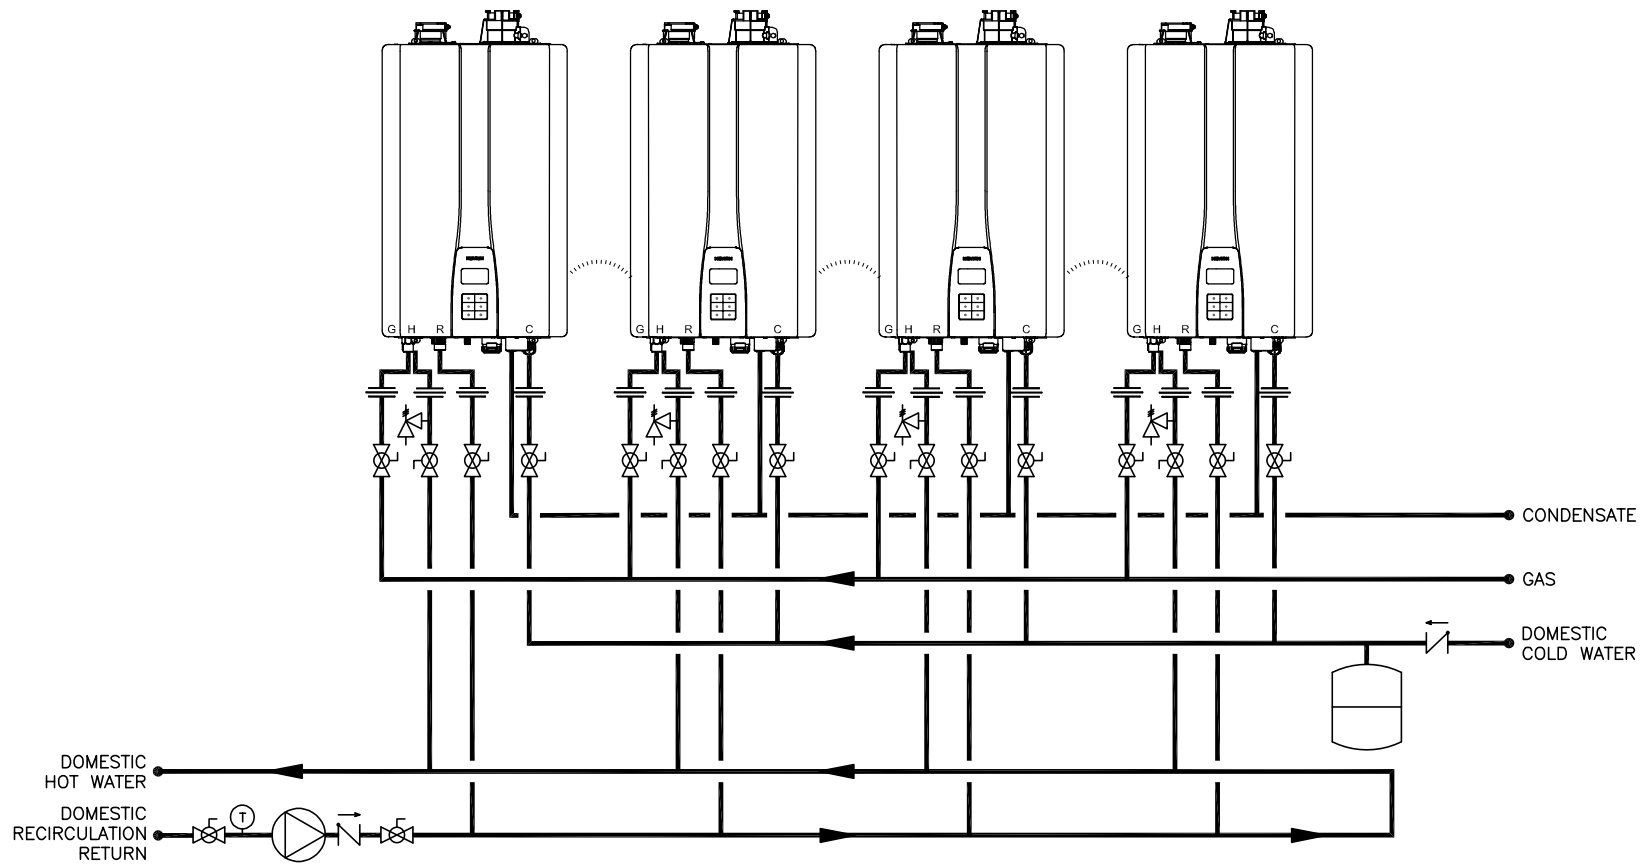 G H R C
G H R C
G H R C
G H R C
CONDENSATE
GAS
DOMESTIC
COLD WATER
DOMESTIC
HOT WATER
DOMESTIC
RECIRCULATION
RETURN
T